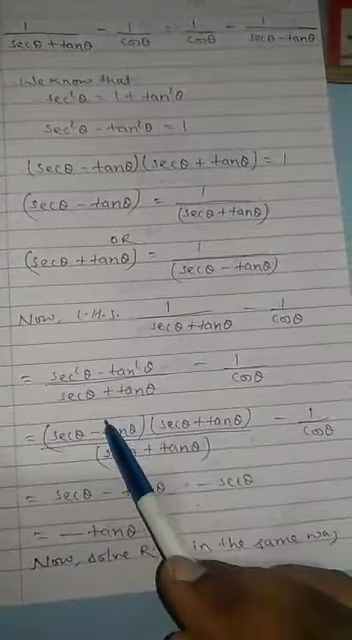 1/(secθ + tanθ) - 1/cosθ = 1/cosθ - 1/(secθ - tanθ)
We know that
sec²θ = 1 + tan²θ
sec²θ - tan²θ = 1
(secθ - tanθ)(secθ + tanθ) = 1
(secθ - tanθ) = 1/(secθ + tanθ)
OR
(secθ + tanθ) = 1/(secθ - tanθ)
Now, L.H.S. 1/(secθ + tanθ) - 1/cosθ
= (sec²θ - tan²θ)/(secθ + tanθ) - 1/cosθ
= (secθ - tanθ)(secθ + tanθ)/(secθ + tanθ) - 1/cosθ
= secθ - θ - secθ
= - tanθ
Now, solve R. in the same way